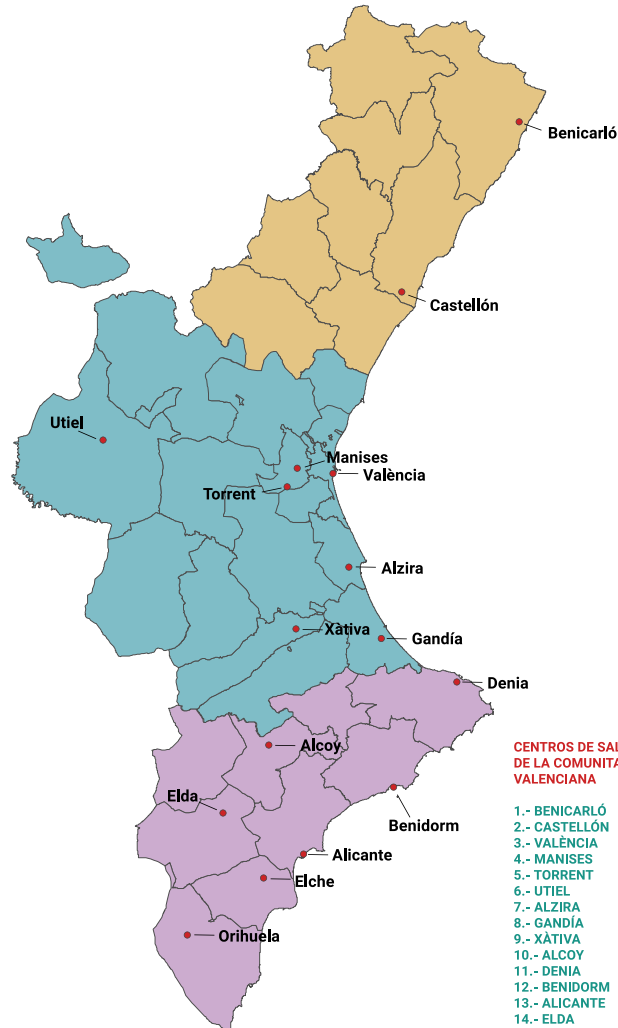 Benicarló
Castellón
Utiel
Manises
València
Torrent
Alzira
Xàtiva
Gandía
Denia
Alcoy
Elda
Benidorm
Alicante
Elche
Orihuela
CENTROS DE SAL
DE LA COMUNITA
VALENCIANA
1.- BENICARLÓ
2.- CASTELLÓN
3.- VALÈNCIA
4.- MANISES
5.- TORRENT
6.- UTIEL
7.- ALZIRA
8.- GANDÍA
9.- XÀTIVA
10.- ALCOY
11.- DENIA
12.- BENIDORM
13.- ALICANTE
14.- ELDA